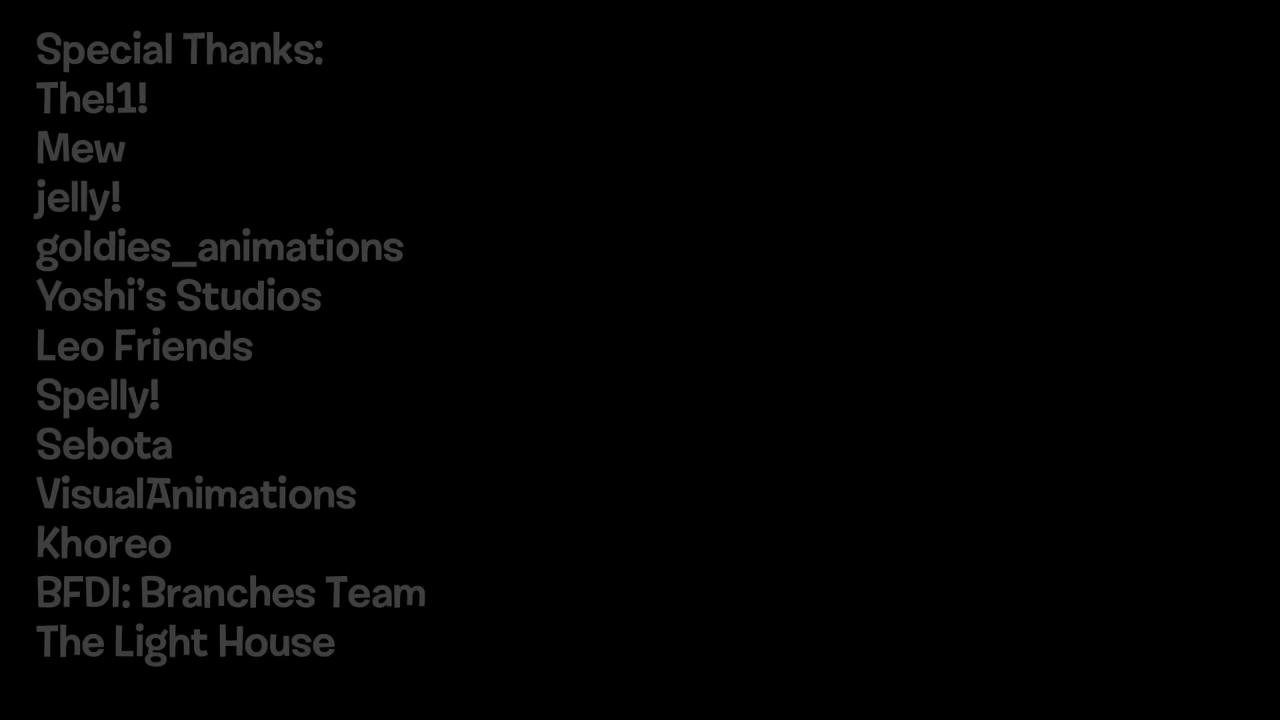 Special Thanks:
The!1!
Mew
jelly!
goldies_animations
Yoshi’s Studios
Leo Friends
Spelly!
Sebota
VisualAnimations
Khoreo
BFDI: Branches Team
The Light House